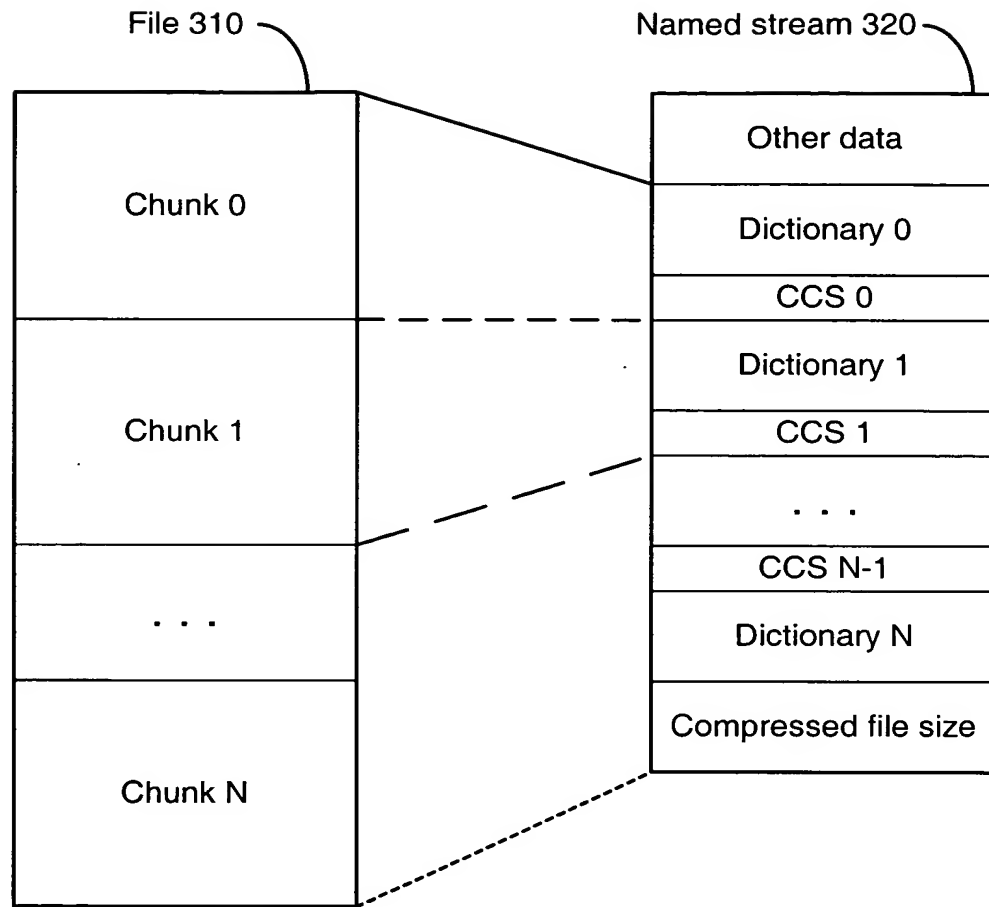 File 310
Chunk 0
Chunk 1
. . .
Chunk N
Named stream 320
Other data
Dictionary 0
CCS 0
Dictionary 1
CCS 1
. . .
CCS N-1
Dictionary N
Compressed file size